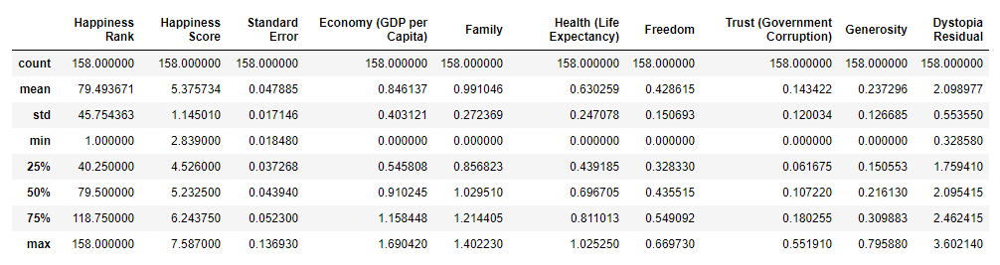 Happiness Rank Happiness Score Standard Error Economy (GDP per Capita) Family Health (Life Expectancy) Freedom Trust (Government Corruption) Generosity Dystopia Residual
count 158.000000 158.000000 158.000000 158.000000 158.000000 158.000000 158.000000 158.000000 158.000000 158.000000
mean 79.493671 5.375734 0.047885 0.846137 0.991046 0.630259 0.428615 0.143422 0.237296 2.098977
std 45.754363 1.145010 0.017146 0.403121 0.272369 0.247078 0.150693 0.120034 0.126685 0.553550
min 1.000000 2.839000 0.018480 0.000000 0.000000 0.000000 0.000000 0.000000 0.000000 0.328580
25% 40.250000 4.526000 0.037268 0.545808 0.856823 0.439185 0.328330 0.061675 0.150553 1.759410
50% 79.500000 5.232500 0.043940 0.910245 1.029510 0.696705 0.435515 0.107220 0.216130 2.095415
75% 118.750000 6.243750 0.052300 1.158448 1.214405 0.811013 0.549092 0.180255 0.309883 2.462415
max 158.000000 7.587000 0.136930 1.690420 1.402230 1.025250 0.669730 0.551910 0.795880 3.602140